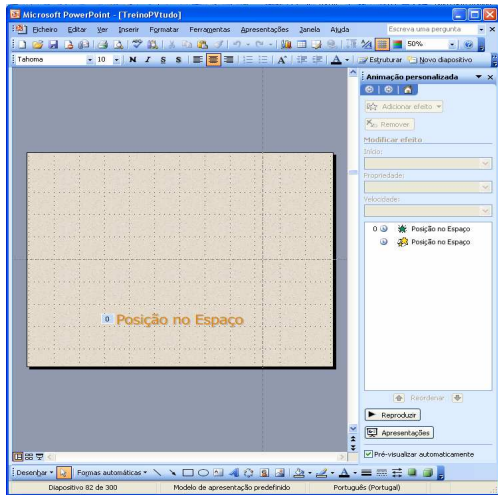 Microsoft PowerPoint - [TreinoPVtudo]
Ficheiro Editar Ver Inserir Formatar Ferramentas Apresentações Janela Ajuda Escreva uma pergunta
50%
Tahoma 10 N I S S Estruturar Novo diapositivo
Animação personalizada
Adicionar efeito
Remover
Modificar efeito
Início:
Propriedade:
Velocidade:
0 Posição no Espaço
Posição no Espaço
0 Posição no Espaço
Reordenar
Reproduzir
Apresentações
Pré-visualizar automaticamente
Desenhar Formas automáticas
Diapositivo 82 de 300 Modelo de apresentação predefinido Português (Portugal)